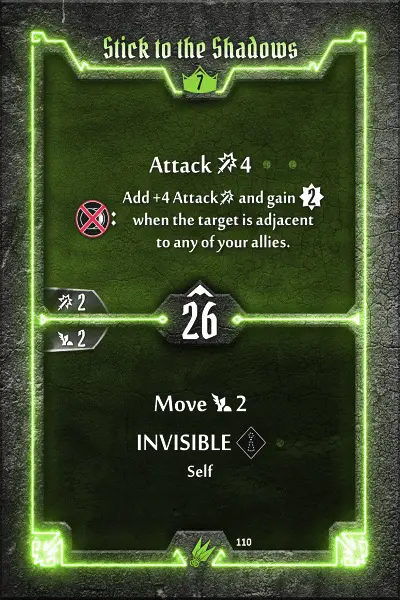 Stick to the Shadows
7
Attack 4
Add +4 Attack and gain 2
: when the target is adjacent
to any of your allies.
2
26
2
Move 2
INVISIBLE
Self
110